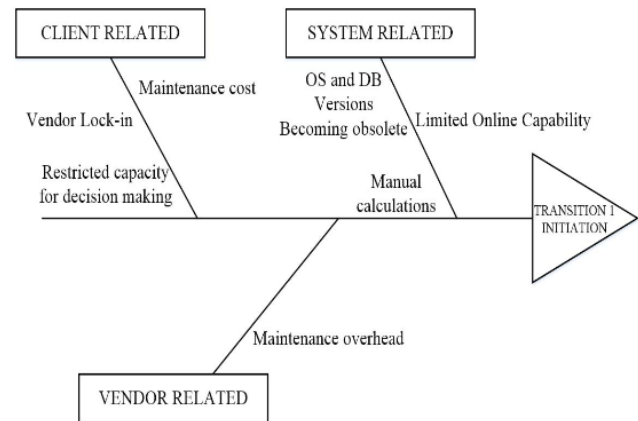 CLIENT RELATED
SYSTEM RELATED
Maintenance cost
Vendor Lock-in
Restricted capacity
for decision making
OS and DB
Versions
Becoming obsolete
Limited Online Capability
Manual
calculations
TRANSITION 1
INITIATION
Maintenance overhead
VENDOR RELATED